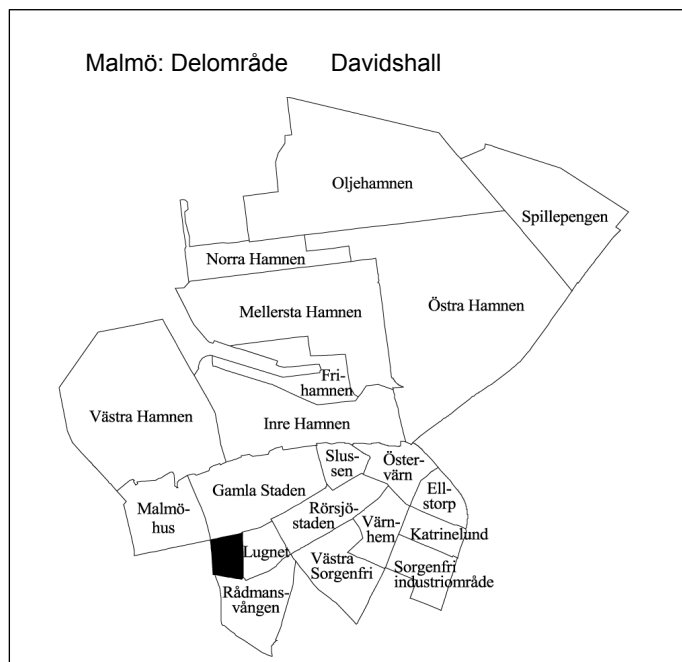 Malmö: Delområde Davidshall
Oljehamnen
Spillepengen
Norra Hamnen
Mellersta Hamnen
Östra Hamnen
Fri-
hamnen
Västra Hamnen
Inre Hamnen
Slus-
sen
Öster-
värn
Gamla Staden
Ell-
storp
Malmö-
hus
Rörsjö-
staden
Värn-
hem
Katrinelund
Lugnet
Västra
Sorgenfri
Sorgenfri
industriområde
Rådmans-
vången